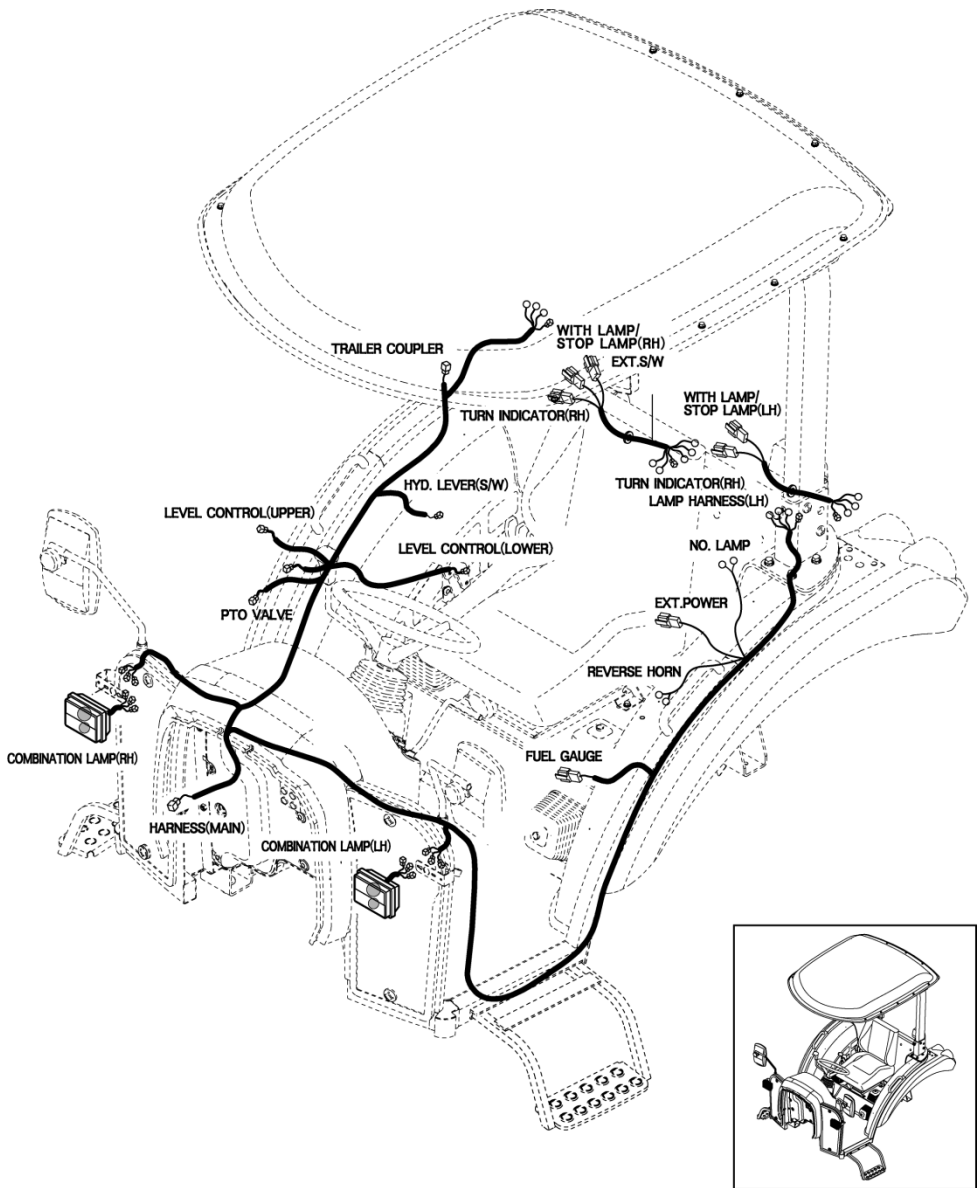 WITH LAMP/
STOP LAMP(RH)
TRAILER COUPLER
EXT.S/W
WITH LAMP/
STOP LAMP(LH)
TURN INDICATOR(RH)
HYD. LEVER(S/W)
TURN INDICATOR(RH)
LAMP HARNESS(LH)
LEVEL CONTROL(UPPER)
LEVEL CONTROL(LOWER)
NO. LAMP
PTO VALVE
EXT.POWER
REVERSE HORN
COMBINATION LAMP(RH)
FUEL GAUGE
HARNESS(MAIN)
COMBINATION LAMP(LH)